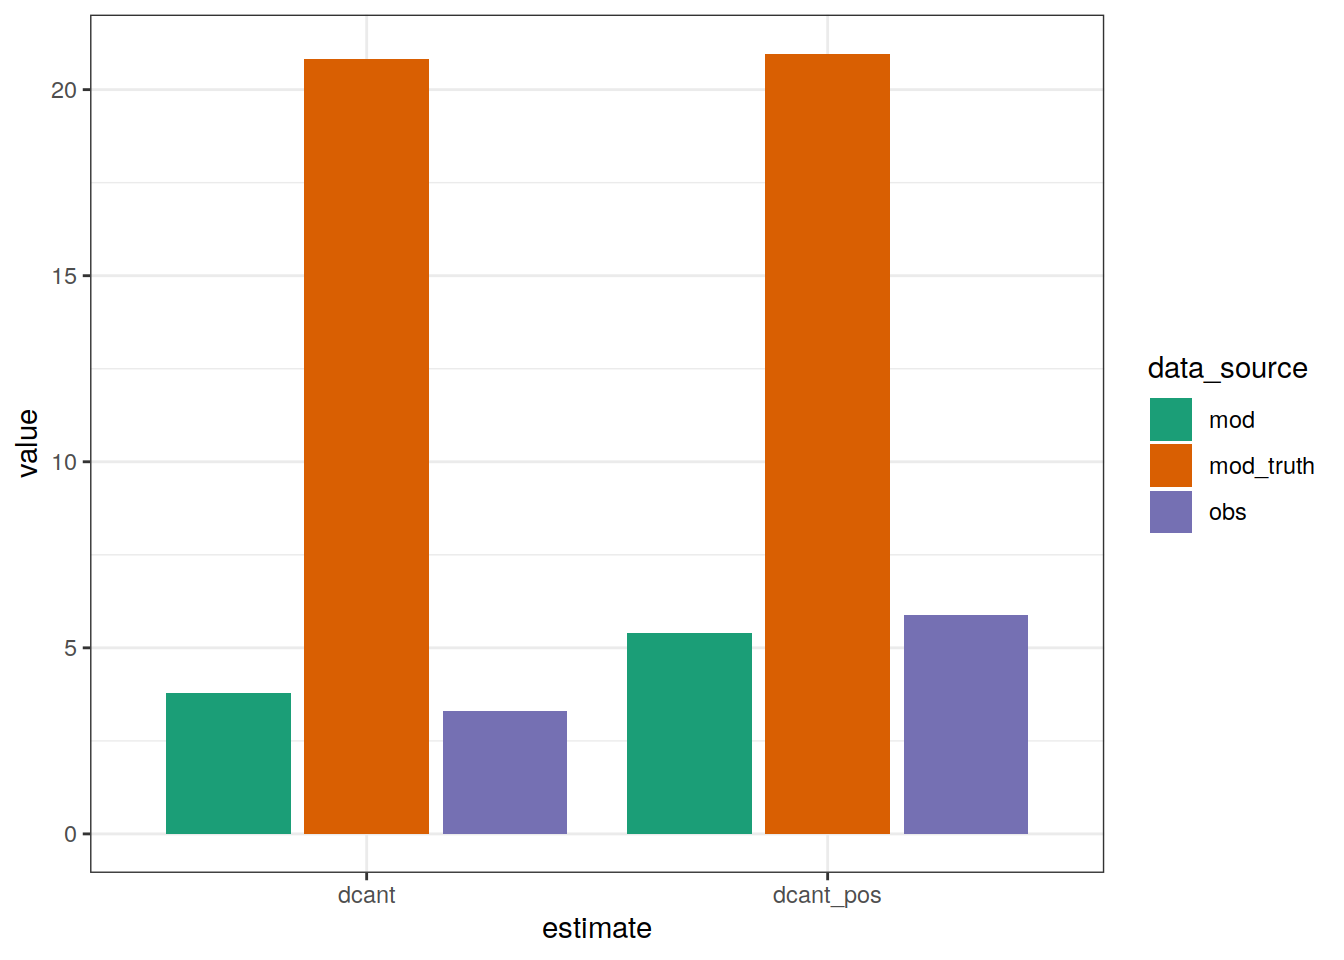 20
15
10
5
0
value
dcant
dcant_pos
estimate
data_source
mod
mod_truth
obs